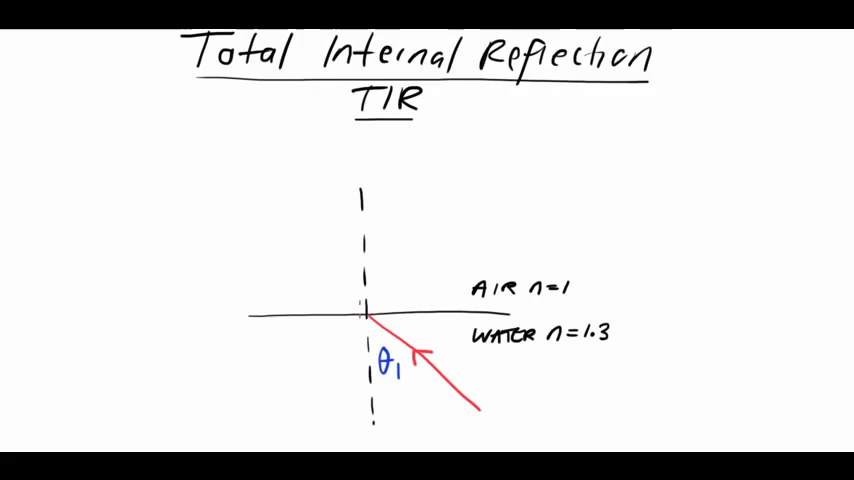 Total Internal Reflection
TIR
AIR n=1
WATER n=1.3
θ1